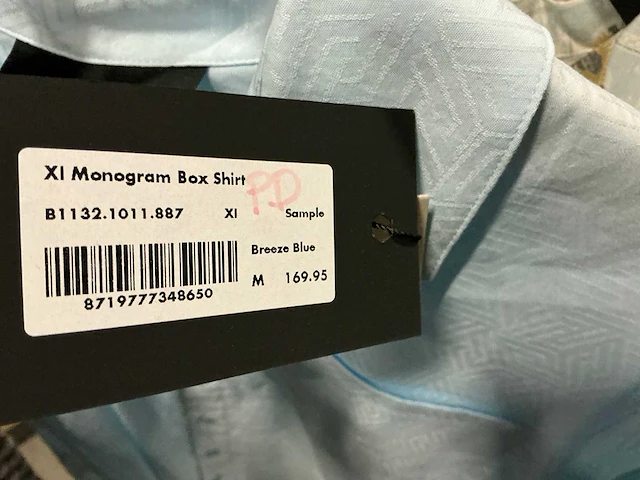 XI Monogram Box Shirt
PD
B1132.1011.887 XI Sample
Breeze Blue
M 169.95
8719777348650